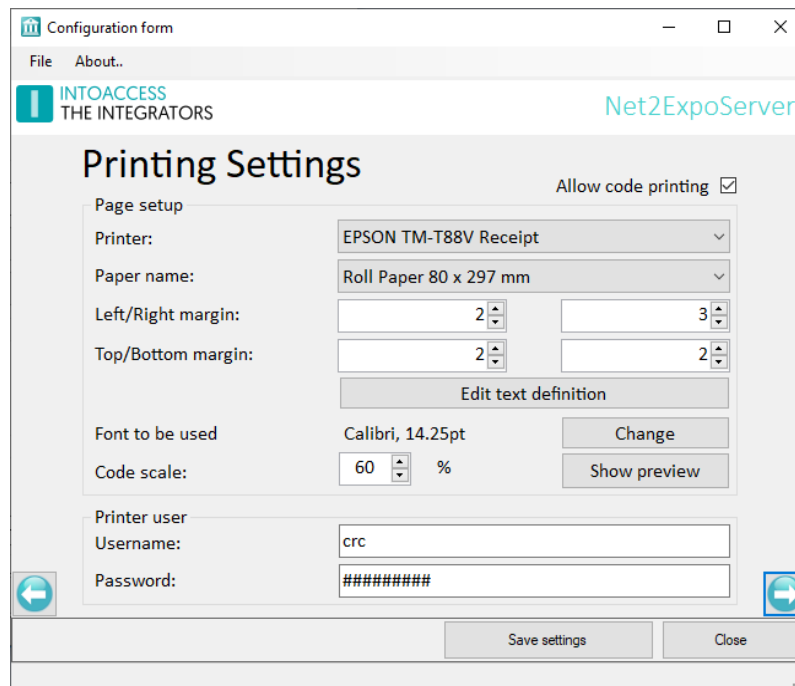 Configuration form
File About..
INTOACCESS
THE INTEGRATORS
Net2ExpoServer
Printing Settings
Allow code printing
Page setup
Printer: EPSON TM-T88V Receipt
Paper name: Roll Paper 80 x 297 mm
Left/Right margin: 2 3
Top/Bottom margin: 2 2
Edit text definition
Font to be used Calibri, 14.25pt Change
Code scale: 60 % Show preview
Printer user
Username: crc
Password: #########
Save settings Close